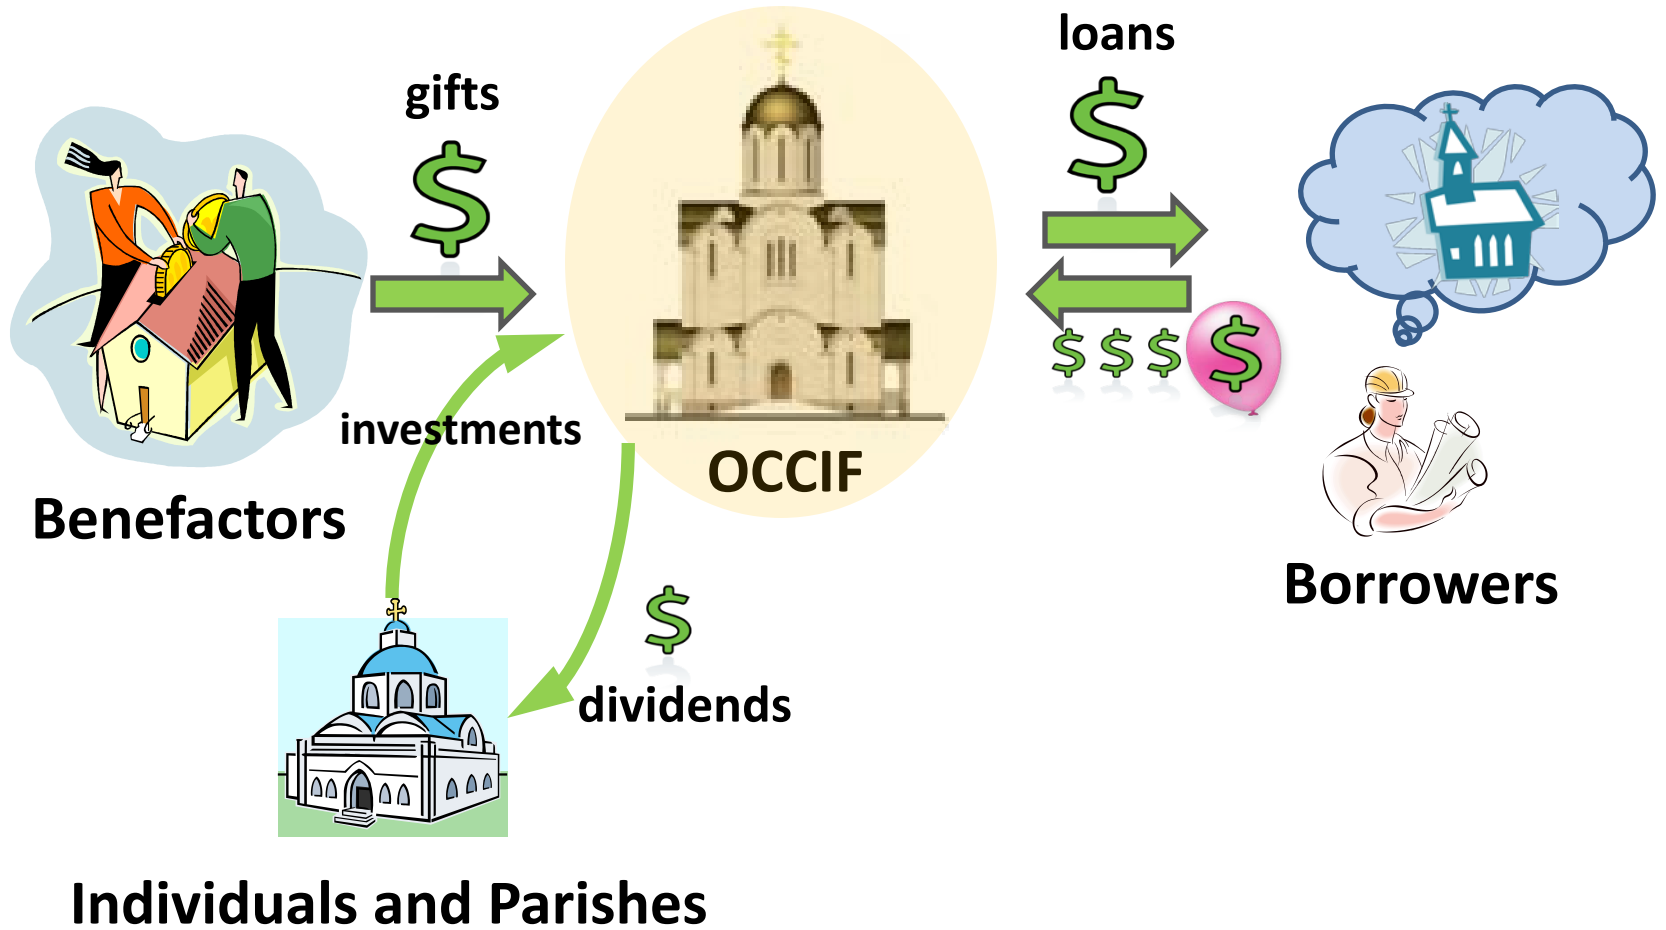 loans
$
gifts
$
$ $ $ $
investments
OCCIF
Benefactors
Borrowers
$
dividends
Individuals and Parishes